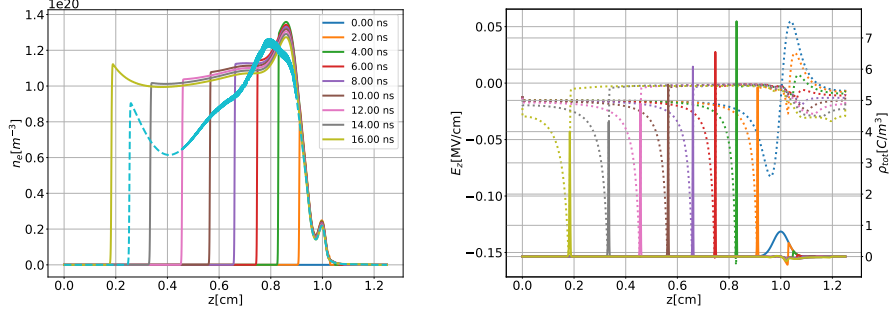 1e20
n_e[m^{-3}]
1.4
1.2
1.0
0.8
0.6
0.4
0.2
0.0
0.0 0.2 0.4 0.6 0.8 1.0 1.2
z[cm]
0.00 ns
2.00 ns
4.00 ns
6.00 ns
8.00 ns
10.00 ns
12.00 ns
14.00 ns
16.00 ns
E_z[MV/cm]
0.05
0.00
−0.05
−0.10
−0.15
0.0 0.2 0.4 0.6 0.8 1.0 1.2
z[cm]
7
6
5
4
3
2
1
0
ρ_{tot}[C/m^3]